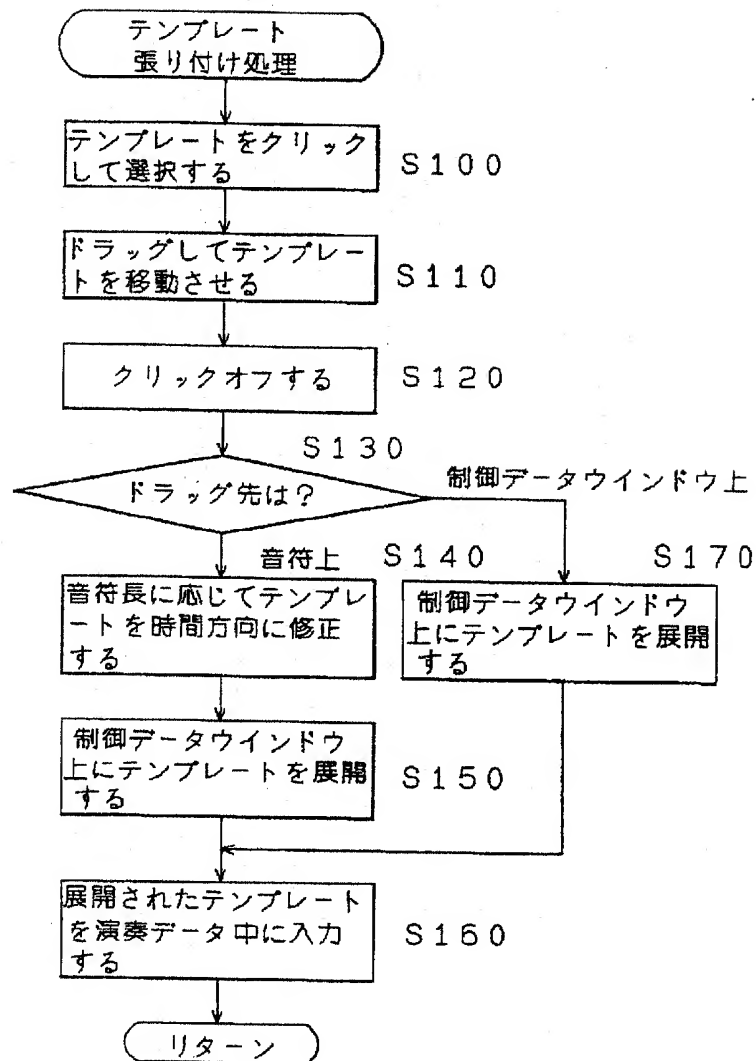 テンプレート
張り付け処理
テンプレートをクリック
して選択する
S100
ドラッグしてテンプレー
トを移動させる
S110
クリックオフする
S120
S130
ドラッグ先は？
制御データウインドウ上
音符上
S140
S170
音符長に応じてテンプレ
ートを時間方向に修正
する
制御データウインドウ
上にテンプレートを展開
する
制御データウインドウ
上にテンプレートを展開
する
S150
展開されたテンプレート
を演奏データ中に入力
する
S160
リターン